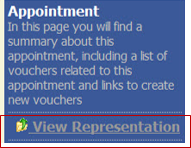 Appointment
In this page you will find a
summary about this
appointment, including a list of
vouchers related to this
appointment and links to create
new vouchers
View Representation